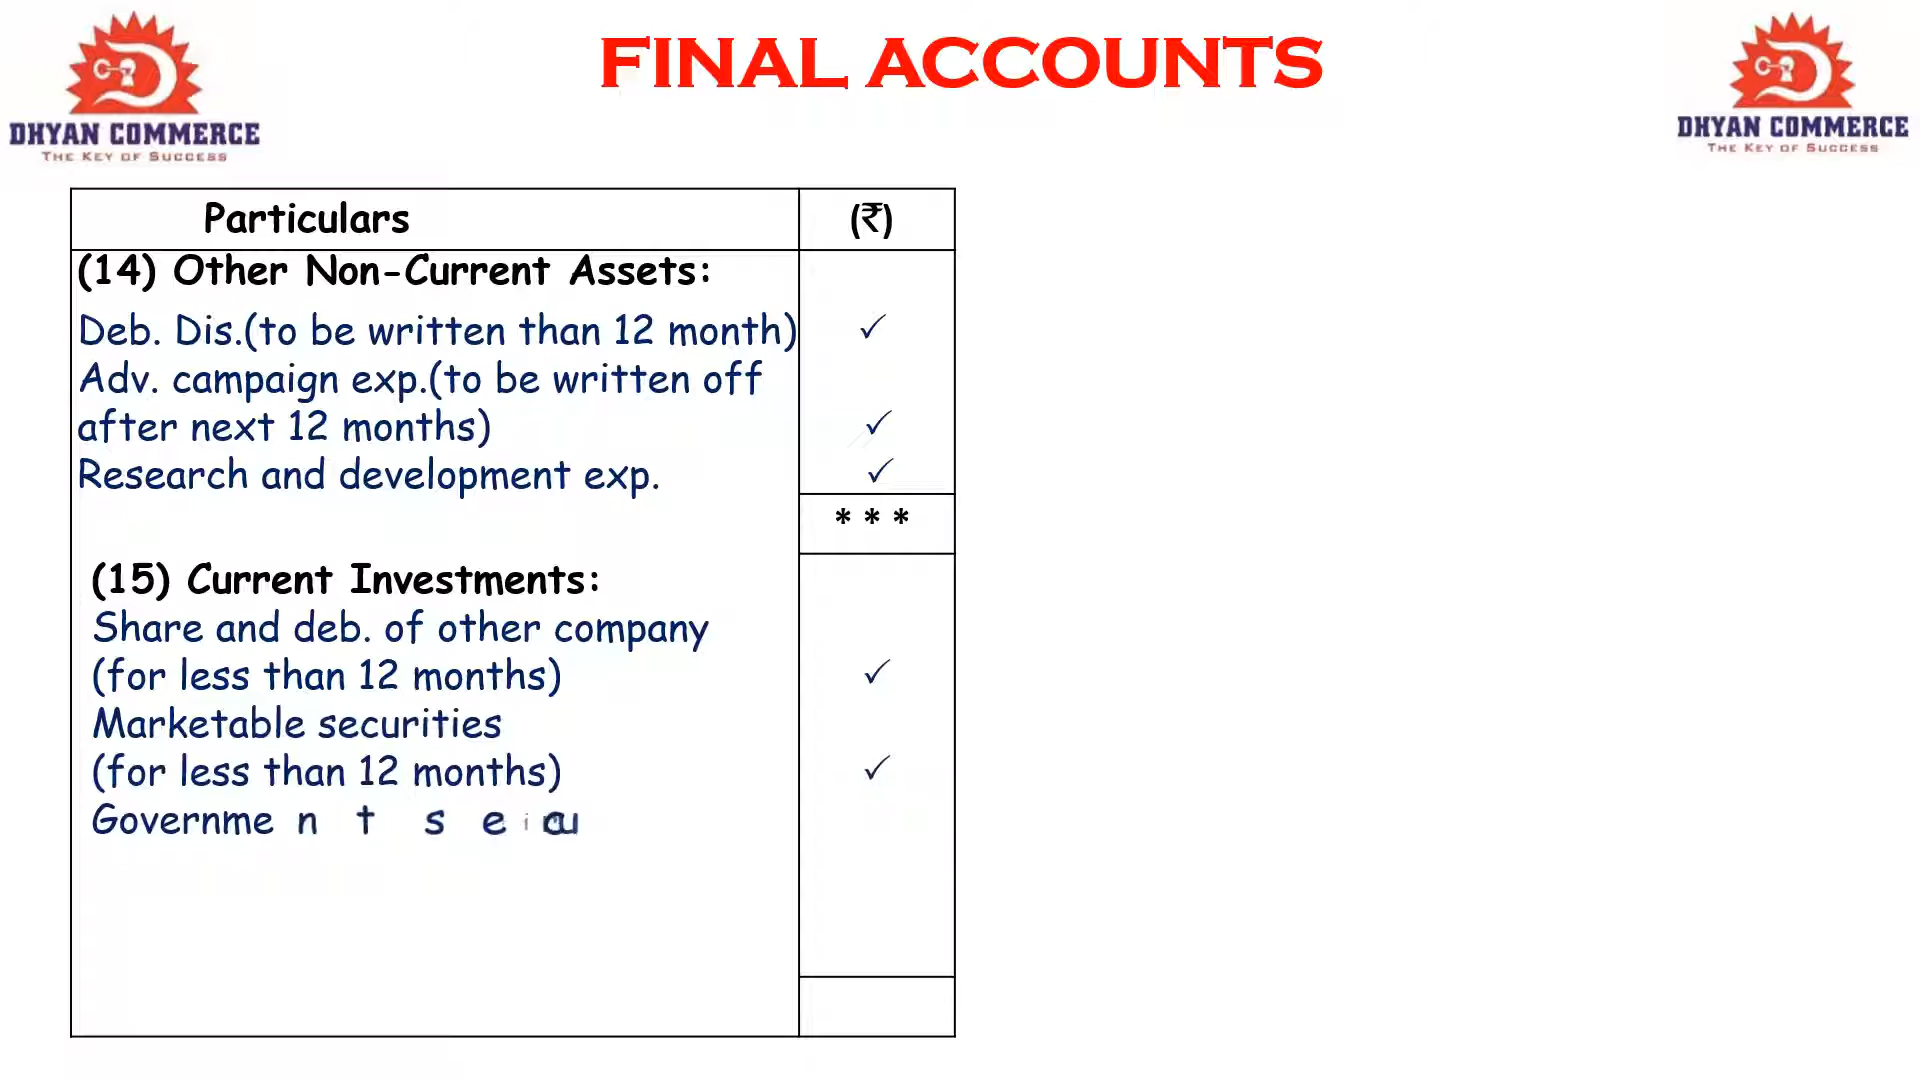 FINAL ACCOUNTS
DHYAN COMMERCE
THE KEY OF SUCCESS
DHYAN COMMERCE
THE KEY OF SUCCESS
Particulars (₹)
(14) Other Non-Current Assets:
Deb. Dis.(to be written than 12 month) ✓
Adv. campaign exp.(to be written off
after next 12 months) ✓
Research and development exp. ✓
* * *
(15) Current Investments:
Share and deb. of other company
(for less than 12 months) ✓
Marketable securities
(for less than 12 months) ✓
Government